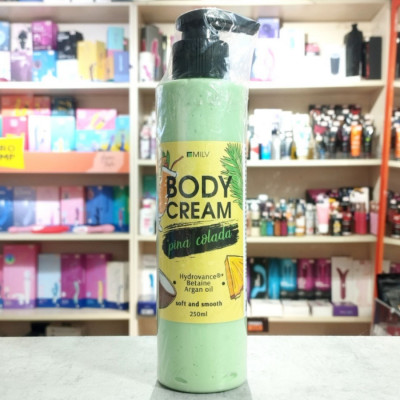 MILV
BODY
CREAM
pina colada
Hydrovance®+
Betaine
Argan oil
soft and smooth
250ml